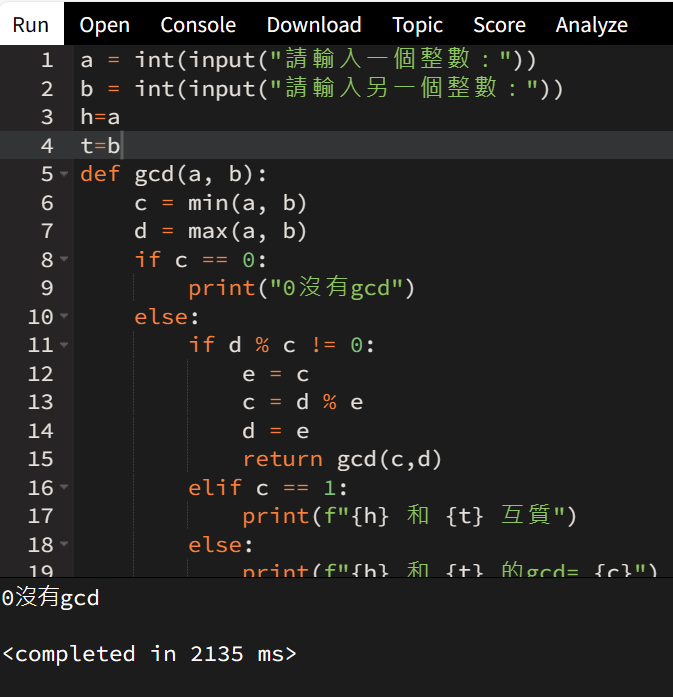 Run Open Console Download Topic Score Analyze
1 a = int(input("請輸入一個整數："))
2 b = int(input("請輸入另一個整數："))
3 h=a
4 t=b
5 def gcd(a, b):
6 c = min(a, b)
7 d = max(a, b)
8 if c == 0:
9 print("0沒有gcd")
10 else:
11 if d % c != 0:
12 e = c
13 c = d % e
14 d = e
15 return gcd(c,d)
16 elif c == 1:
17 print(f"{h} 和 {t} 互質")
18 else:
19 print(f"{h} 和 {t} 的gcd= {c}")
0沒有gcd
<completed in 2135 ms>